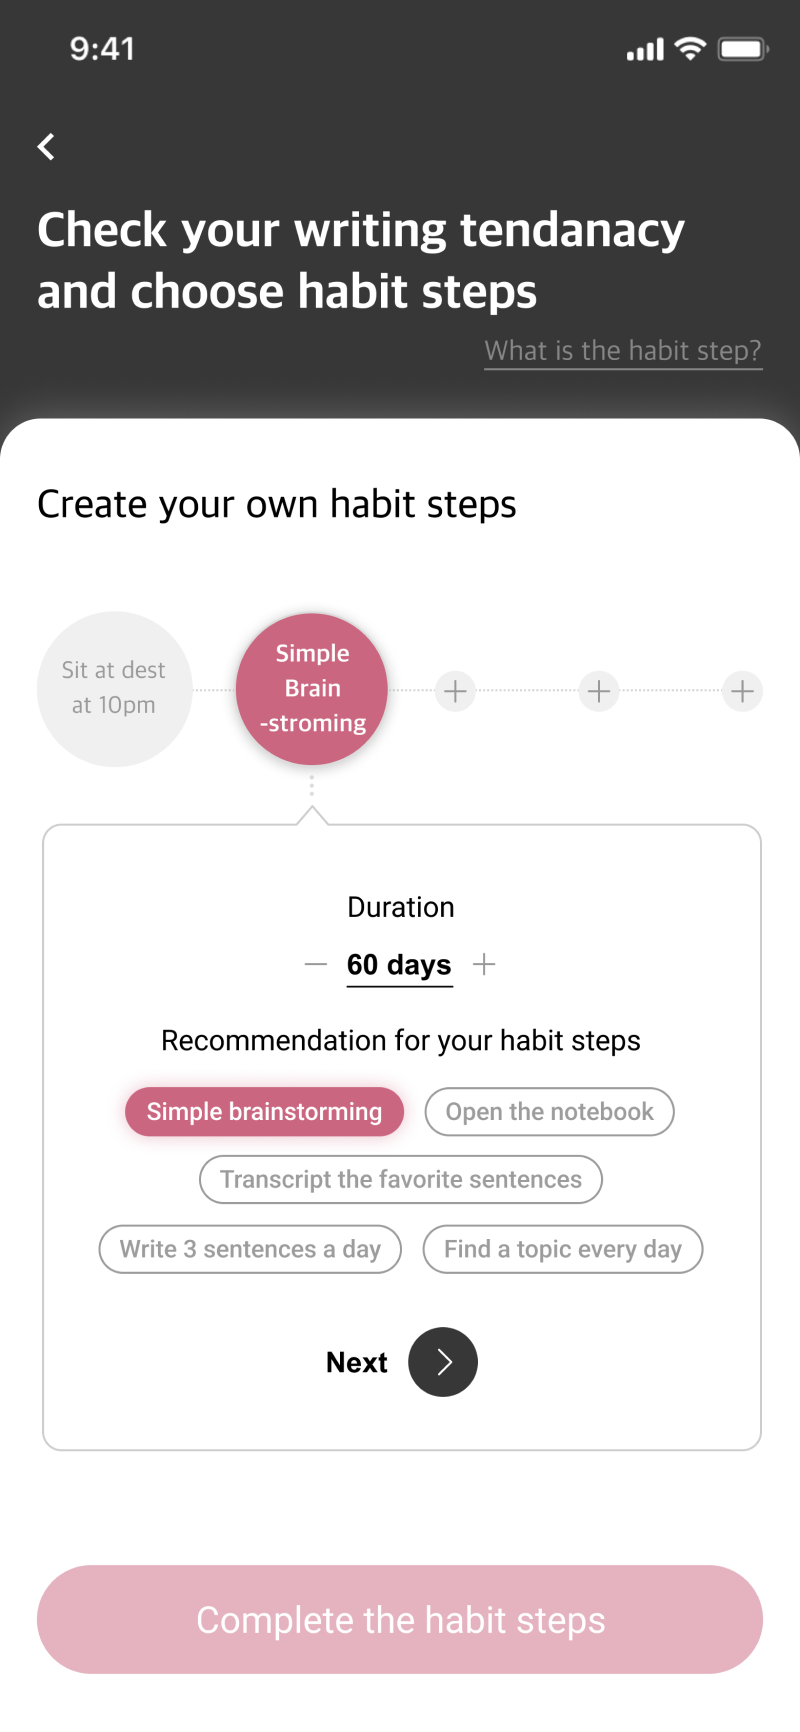 9:41
Check your writing tendanacy
and choose habit steps
What is the habit step?
Create your own habit steps
Sit at dest
at 10pm
Simple
Brain
-stroming
Duration
60 days
Recommendation for your habit steps
Simple brainstorming
Open the notebook
Transcript the favorite sentences
Write 3 sentences a day
Find a topic every day
Next
Complete the habit steps